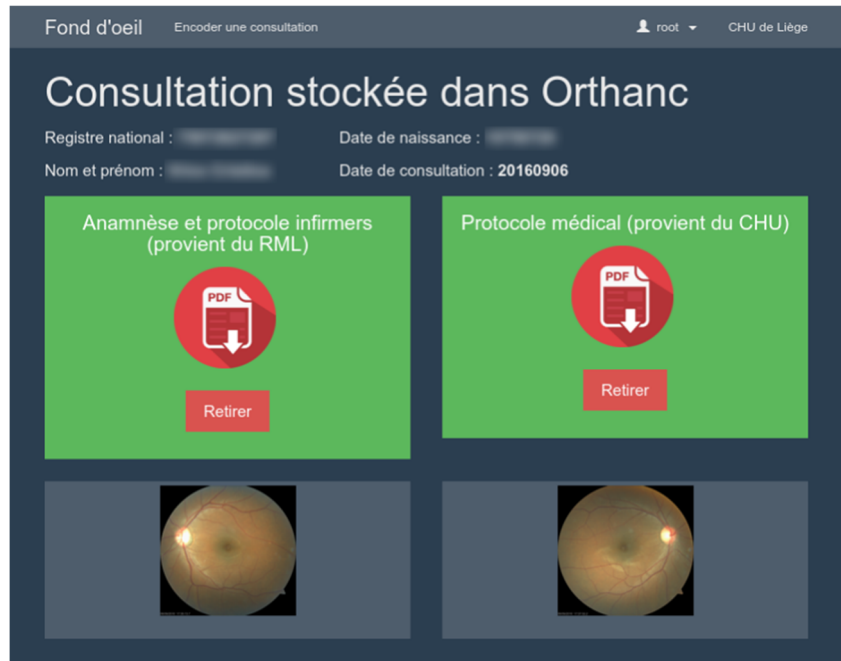 Fond d'oeil Encoder une consultation root CHU de Liège
Consultation stockée dans Orthanc
Registre national : Date de naissance :
Nom et prénom : Date de consultation : 20160906
Anamnèse et protocole infirmers
(provient du RML)
PDF
Retirer
Protocole médical (provient du CHU)
PDF
Retirer